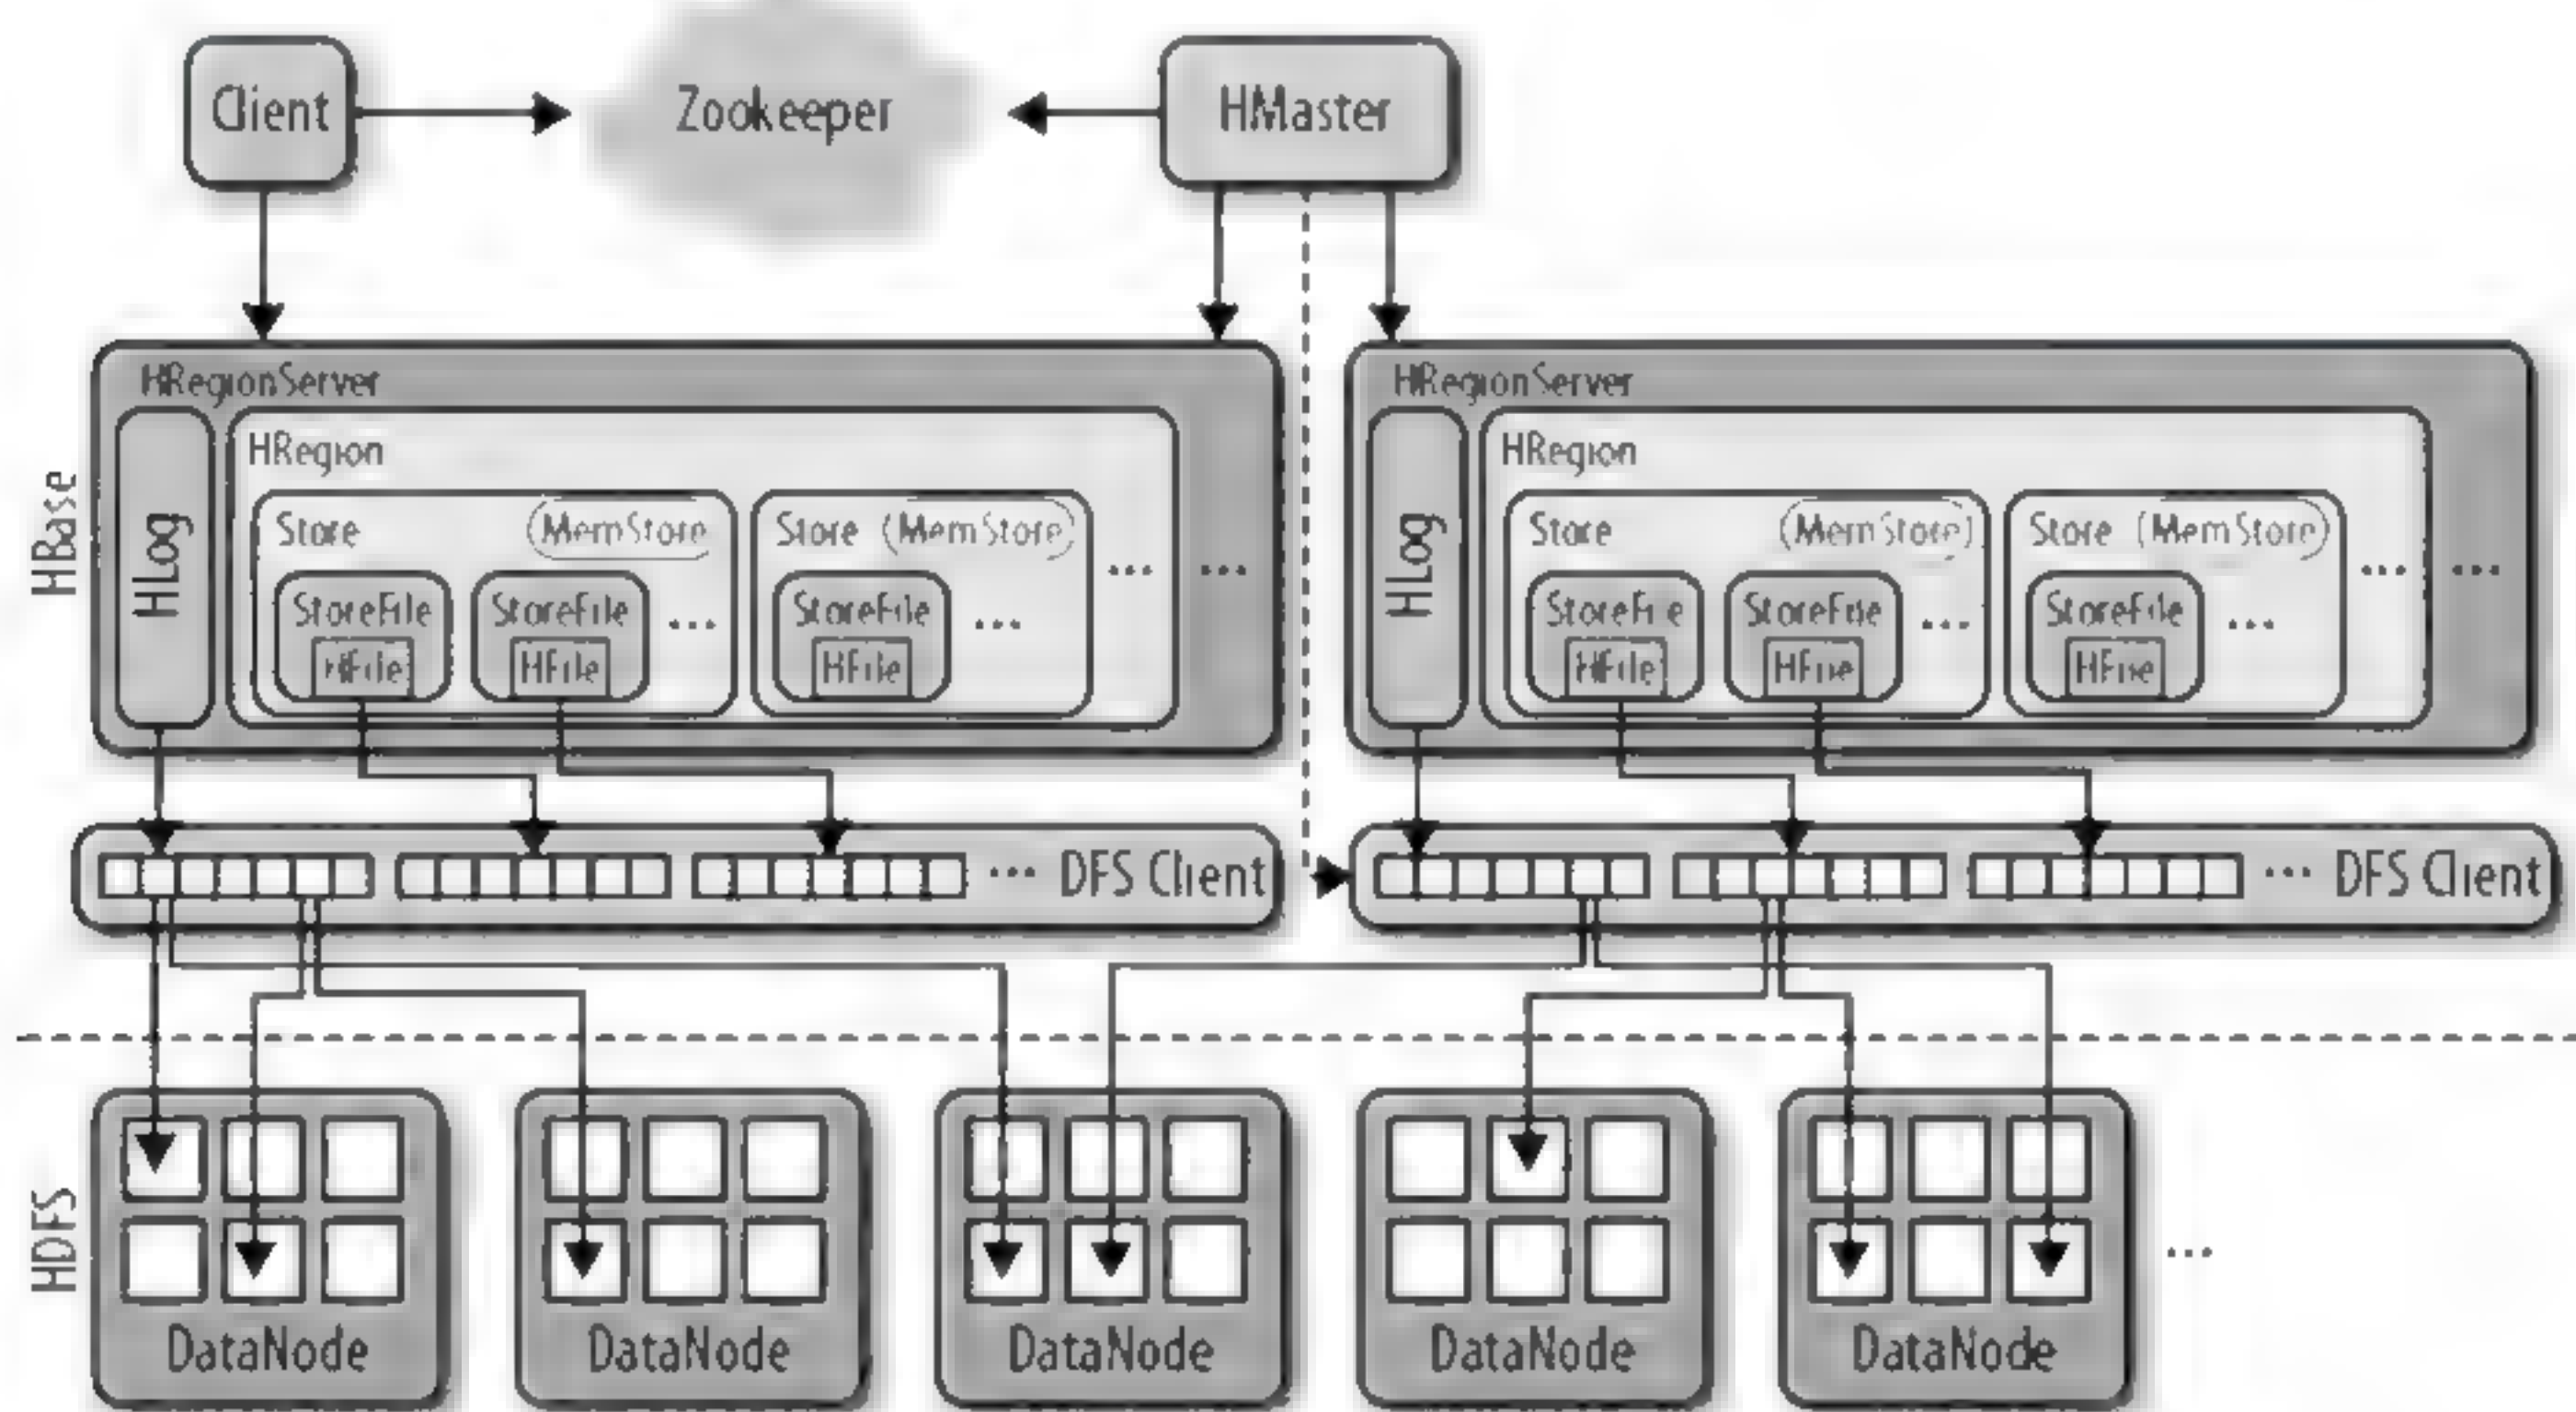 Client
Zookeeper
HMaster
HBase
HRegionServer
HLog
HRegion
Store
MemStore
StoreFile
HFile
StoreFile
HFile
...
Store
MemStore
StoreFile
HFile
...
...
...
HRegionServer
HLog
HRegion
Store
MemStore
StoreFile
HFile
StoreFile
HFile
...
Store
MemStore
StoreFile
HFile
...
...
...
... DFS Client
... DFS Client
HDFS
DataNode
DataNode
DataNode
DataNode
DataNode
...